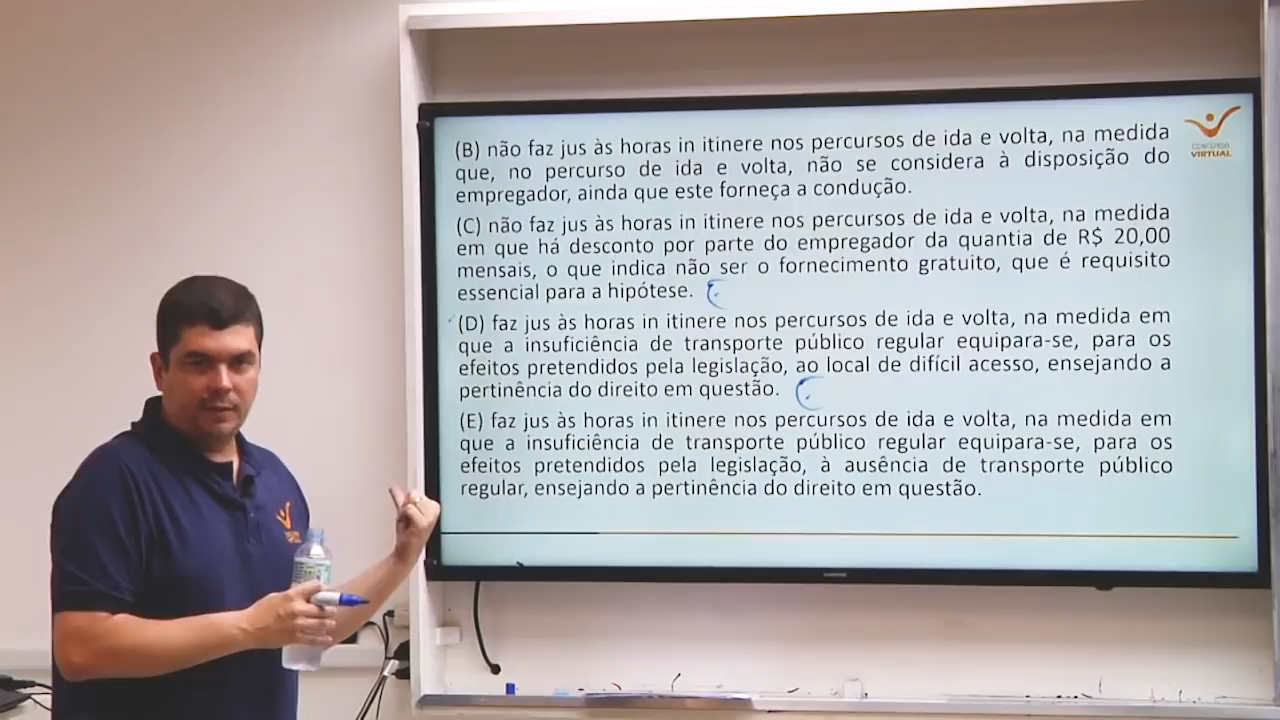 (B) não faz jus às horas in itinere nos percursos de ida e volta, na medida
que, no percurso de ida e volta, não se considera à disposição do
empregador, ainda que este forneça a condução.
(C) não faz jus às horas in itinere nos percursos de ida e volta, na medida
em que há desconto por parte do empregador da quantia de R$ 20,00
mensais, o que indica não ser o fornecimento gratuito, que é requisito
essencial para a hipótese.
(D) faz jus às horas in itinere nos percursos de ida e volta, na medida em
que a insuficiência de transporte público regular equipara-se, para os
efeitos pretendidos pela legislação, ao local de difícil acesso, ensejando a
pertinência do direito em questão.
(E) faz jus às horas in itinere nos percursos de ida e volta, na medida em
que a insuficiência de transporte público regular equipara-se, para os
efeitos pretendidos pela legislação, à ausência de transporte público
regular, ensejando a pertinência do direito em questão.
CONCURSO
VIRTUAL